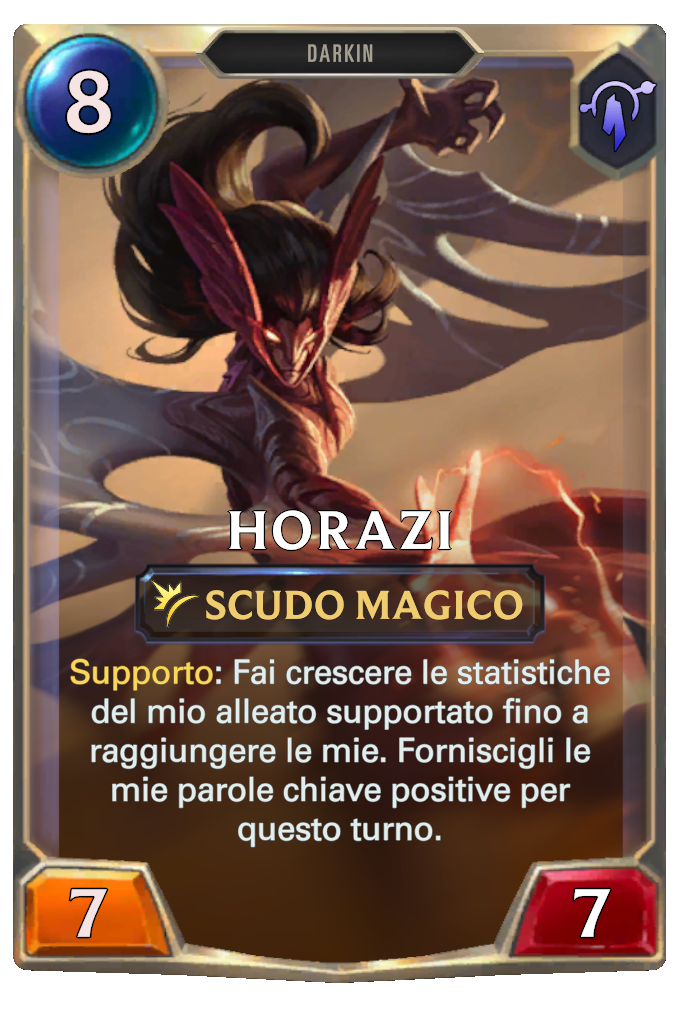 8
DARKIN
HORAZI
SCUDO MAGICO
Supporto: Fai crescere le statistiche
del mio alleato supportato fino a
raggiungere le mie. Forniscigli le
mie parole chiave positive per
questo turno.
7
7